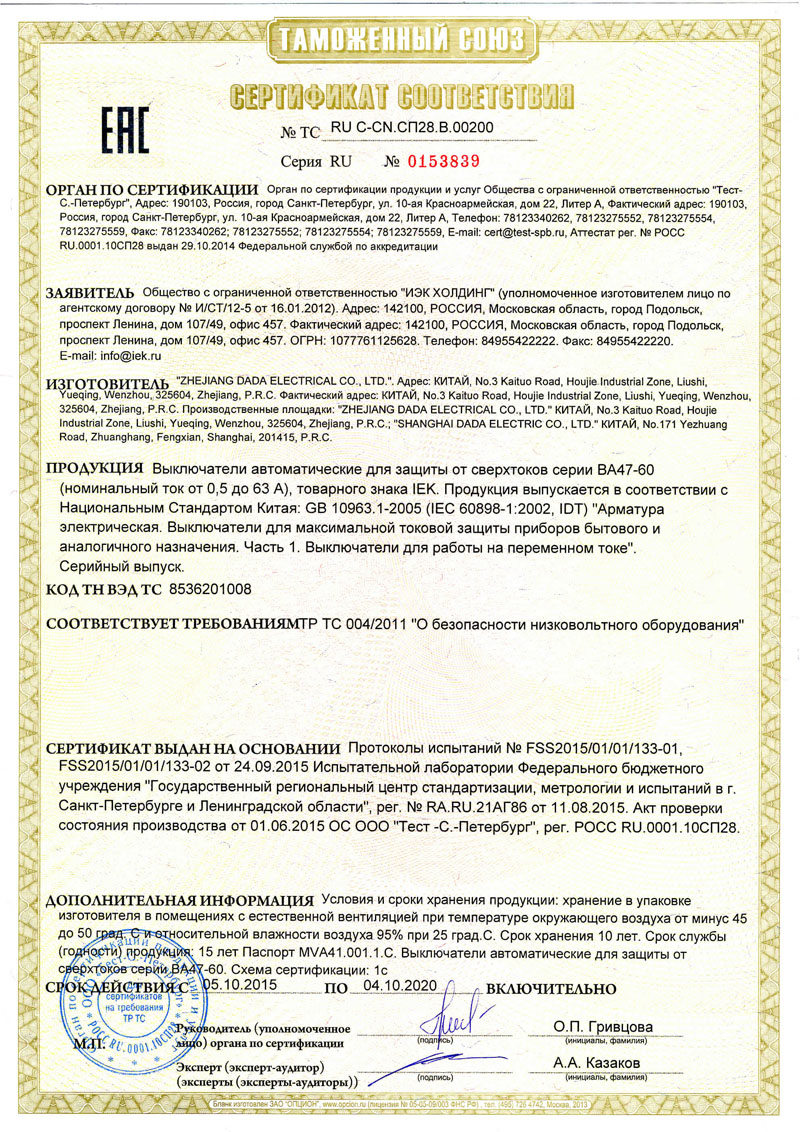 ТАМОЖЕННЫЙ СОЮЗ
СЕРТИФИКАТ СООТВЕТСТВИЯ
ЕАС
№ ТС RU C-CN.СП28.В.00200
Серия RU № 0153839
ОРГАН ПО СЕРТИФИКАЦИИ Орган по сертификации продукции и услуг Общества с ограниченной ответственностью "Тест-
С.-Петербург", Адрес: 190103, Россия, город Санкт-Петербург, ул. 10-ая Красноармейская, дом 22, Литер А, Фактический адрес: 190103,
Россия, город Санкт-Петербург, ул. 10-ая Красноармейская, дом 22, Литер А, Телефон: 78123340262, 78123275552, 78123275554,
78123275559, Факс: 78123340262; 78123275552; 78123275554; 78123275559, E-mail: cert@test-spb.ru, Аттестат рег. № РОСС
RU.0001.10СП28 выдан 29.10.2014 Федеральной службой по аккредитации
ЗАЯВИТЕЛЬ Общество с ограниченной ответственностью "ИЭК ХОЛДИНГ" (уполномоченное изготовителем лицо по
агентскому договору № И/СТ/12-5 от 16.01.2012). Адрес: 142100, РОССИЯ, Московская область, город Подольск,
проспект Ленина, дом 107/49, офис 457. Фактический адрес: 142100, РОССИЯ, Московская область, город Подольск,
проспект Ленина, дом 107/49, офис 457. ОГРН: 1077761125628. Телефон: 84955422222. Факс: 84955422220.
E-mail: info@iek.ru
ИЗГОТОВИТЕЛЬ "ZHEJIANG DADA ELECTRICAL CO., LTD.". Адрес: КИТАЙ, No.3 Kaituo Road, Houjie Industrial Zone, Liushi,
Yueqing, Wenzhou, 325604, Zhejiang, P.R.C. Фактический адрес: КИТАЙ, No.3 Kaituo Road, Houjie Industrial Zone, Liushi, Yueqing, Wenzhou,
325604, Zhejiang, P.R.C. Производственные площадки: "ZHEJIANG DADA ELECTRICAL CO., LTD." КИТАЙ, No.3 Kaituo Road, Houjie
Industrial Zone, Liushi, Yueqing, Wenzhou, 325604, Zhejiang, P.R.C.; "SHANGHAI DADA ELECTRIC CO., LTD." КИТАЙ, No.171 Yezhuang
Road, Zhuanghang, Fengxian, Shanghai, 201415, P.R.C.
ПРОДУКЦИЯ Выключатели автоматические для защиты от сверхтоков серии ВА47-60
(номинальный ток от 0,5 до 63 А), товарного знака IEK. Продукция выпускается в соответствии с
Национальным Стандартом Китая: GB 10963.1-2005 (IEC 60898-1:2002, IDT) "Арматура
электрическая. Выключатели для максимальной токовой защиты приборов бытового и
аналогичного назначения. Часть 1. Выключатели для работы на переменном токе".
Серийный выпуск.
КОД ТН ВЭД ТС 8536201008
СООТВЕТСТВУЕТ ТРЕБОВАНИЯМ ТР ТС 004/2011 "О безопасности низковольтного оборудования"
СЕРТИФИКАТ ВЫДАН НА ОСНОВАНИИ Протоколы испытаний № FSS2015/01/01/133-01,
FSS2015/01/01/133-02 от 24.09.2015 Испытательной лаборатории Федерального бюджетного
учреждения "Государственный региональный центр стандартизации, метрологии и испытаний в г.
Санкт-Петербурге и Ленинградской области", рег. № RA.RU.21АГ86 от 11.08.2015. Акт проверки
состояния производства от 01.06.2015 ОС ООО "Тест -С.-Петербург", рег. РОСС RU.0001.10СП28.
ДОПОЛНИТЕЛЬНАЯ ИНФОРМАЦИЯ Условия и сроки хранения продукции: хранение в упаковке
изготовителя в помещениях с естественной вентиляцией при температуре окружающего воздуха от минус 45
до 50 град. С и относительной влажности воздуха 95% при 25 град.С. Срок хранения 10 лет. Срок службы
(годности) продукция: 15 лет Паспорт MVA41.001.1.С. Выключатели автоматические для защиты от
сверхтоков серии ВА47-60. Схема сертификации: 1с
СРОК ДЕЙСТВИЯ С 05.10.2015 ПО 04.10.2020 ВКЛЮЧИТЕЛЬНО
Орган по сертификации продукции и услуг
ООО "Тест-С.-Петербург"
РОСС RU.0001.10СП28
Для
сертификатов
на требования
ТР ТС
М.П.
Руководитель (уполномоченное
лицо) органа по сертификации
(подпись)
О.П. Гривцова
(инициалы, фамилия)
Эксперт (эксперт-аудитор)
(эксперты (эксперты-аудиторы))
(подпись)
А.А. Казаков
(инициалы, фамилия)
Бланк изготовлен ЗАО "ОПЦИОН", www.opcion.ru (лицензия № 05-05-09/003 ФНС РФ), тел. (495) 726 4742, Москва, 2013